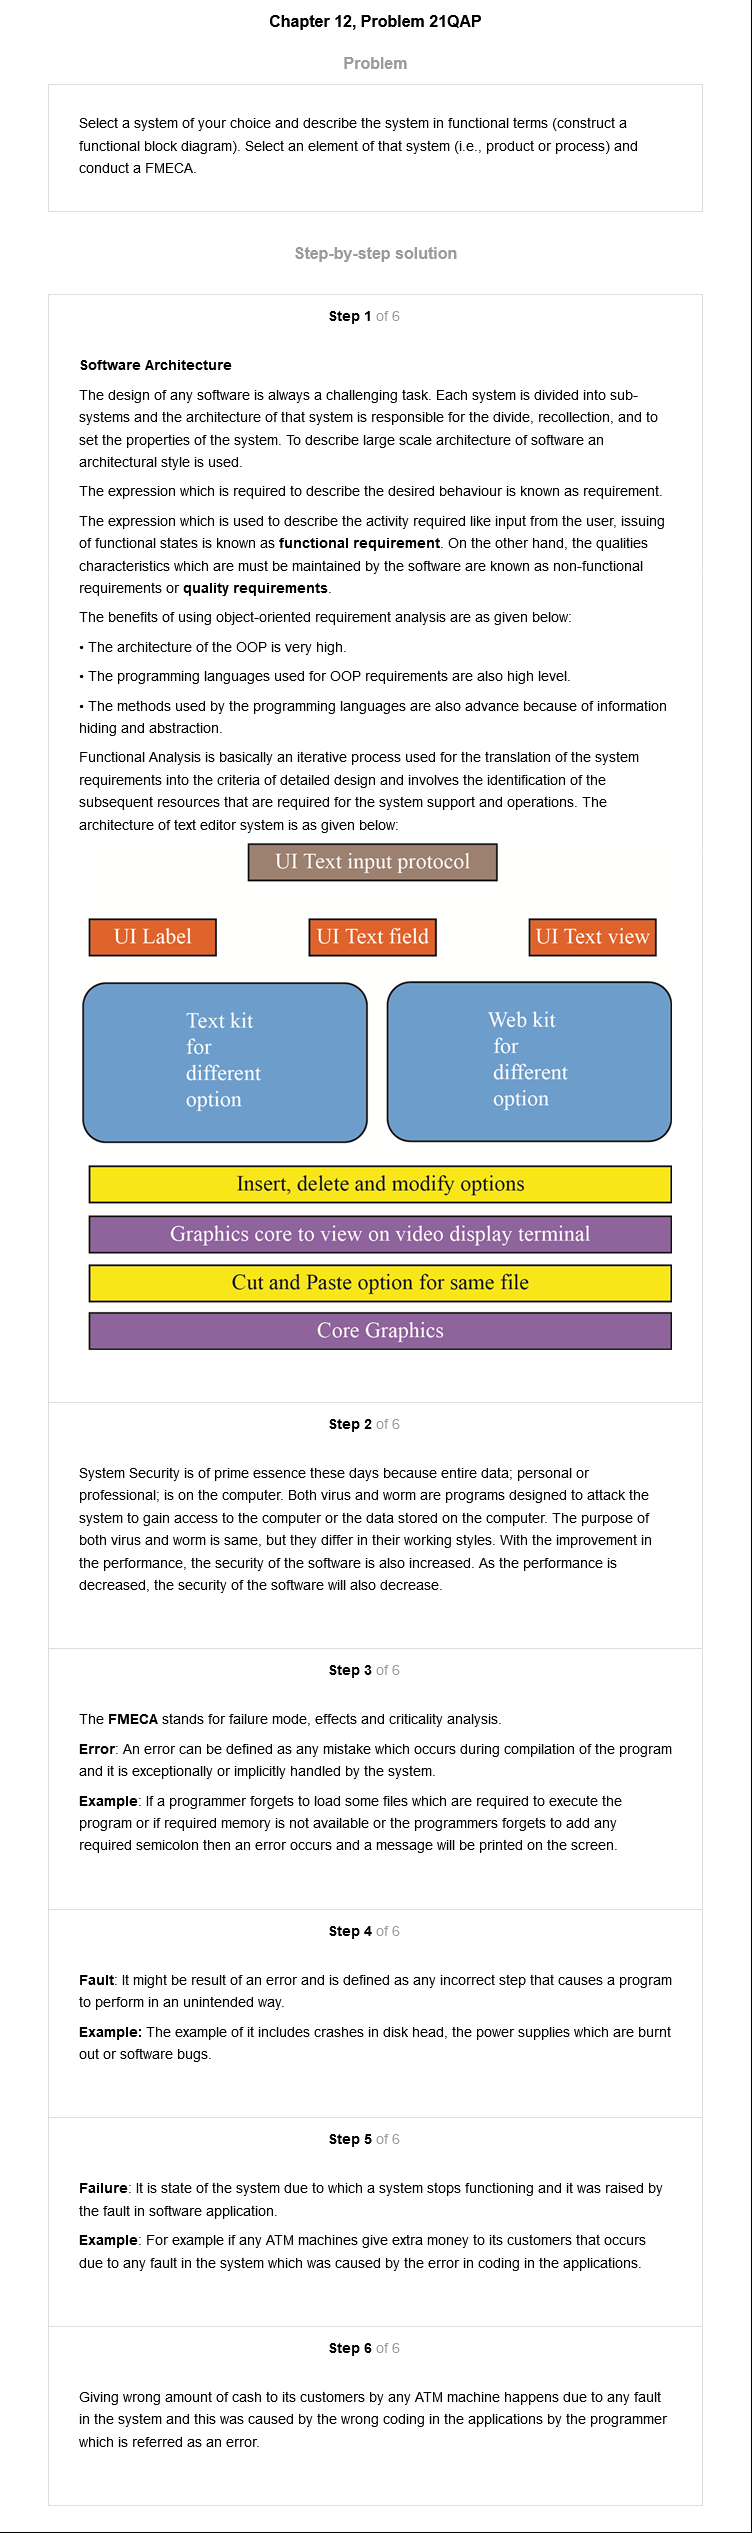 Chapter 12, Problem 21QAP
Problem
Select a system of your choice and describe the system in functional terms (construct a
functional block diagram). Select an element of that system (i.e., product or process) and
conduct a FMECA.
Step-by-step solution
Step 1 of 6
Software Architecture
The design of any software is always a challenging task. Each system is divided into sub-
systems and the architecture of that system is responsible for the divide, recollection, and to
set the properties of the system. To describe large scale architecture of software an
architectural style is used.
The expression which is required to describe the desired behaviour is known as requirement.
The expression which is used to describe the activity required like input from the user, issuing
of functional states is known as functional requirement. On the other hand, the qualities
characteristics which are must be maintained by the software are known as non-functional
requirements or quality requirements.
The benefits of using object-oriented requirement analysis are as given below:
• The architecture of the OOP is very high.
• The programming languages used for OOP requirements are also high level.
• The methods used by the programming languages are also advance because of information
hiding and abstraction.
Functional Analysis is basically an iterative process used for the translation of the system
requirements into the criteria of detailed design and involves the identification of the
subsequent resources that are required for the system support and operations. The
architecture of text editor system is as given below:
UI Text input protocol
UI Label
UI Text field
UI Text view
Text kit
for
different
option
Web kit
for
different
option
Insert, delete and modify options
Graphics core to view on video display terminal
Cut and Paste option for same file
Core Graphics
Step 2 of 6
System Security is of prime essence these days because entire data; personal or
professional; is on the computer. Both virus and worm are programs designed to attack the
system to gain access to the computer or the data stored on the computer. The purpose of
both virus and worm is same, but they differ in their working styles. With the improvement in
the performance, the security of the software is also increased. As the performance is
decreased, the security of the software will also decrease.
Step 3 of 6
The FMECA stands for failure mode, effects and criticality analysis.
Error: An error can be defined as any mistake which occurs during compilation of the program
and it is exceptionally or implicitly handled by the system.
Example: If a programmer forgets to load some files which are required to execute the
program or if required memory is not available or the programmers forgets to add any
required semicolon then an error occurs and a message will be printed on the screen.
Step 4 of 6
Fault: It might be result of an error and is defined as any incorrect step that causes a program
to perform in an unintended way.
Example: The example of it includes crashes in disk head, the power supplies which are burnt
out or software bugs.
Step 5 of 6
Failure: It is state of the system due to which a system stops functioning and it was raised by
the fault in software application.
Example: For example if any ATM machines give extra money to its customers that occurs
due to any fault in the system which was caused by the error in coding in the applications.
Step 6 of 6
Giving wrong amount of cash to its customers by any ATM machine happens due to any fault
in the system and this was caused by the wrong coding in the applications by the programmer
which is referred as an error.